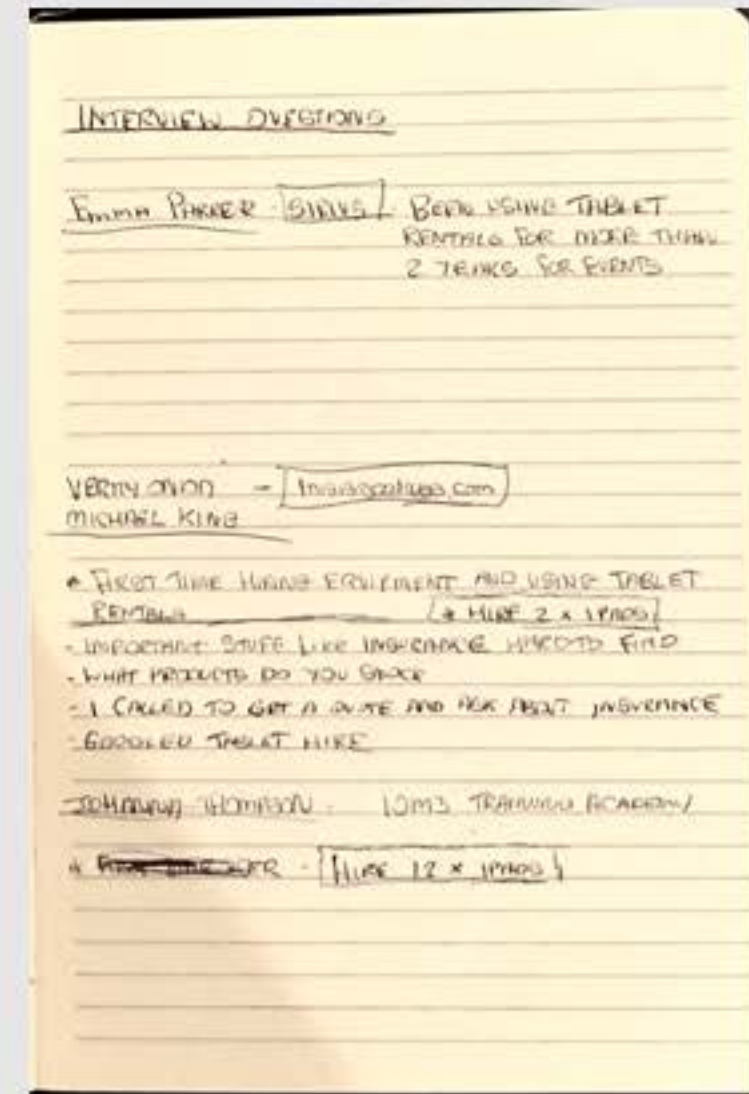 INTERVIEW QUESTIONS
EMMA PARKER - SIRIUS - BEEN USING TABLET
RENTALS FOR MORE THAN
2 YEARS FOR EVENTS
VERITY -
MICHAEL KING
* FIRST TIME HIRING EQUIPMENT AND USING TABLET
RENTALS * HIRE 2 x IPADS
- IMPORTANT STUFF LIKE INSURANCE HARD TO FIND
- WHAT PRODUCTS DO YOU STOCK
- I CALLED TO GET A QUOTE AND ASK ABOUT INSURANCE
- GOOGLED TABLET HIRE
JOHANNA THOMPSON - TRAINING ACADEMY
* - HIRE 12 x IPADS